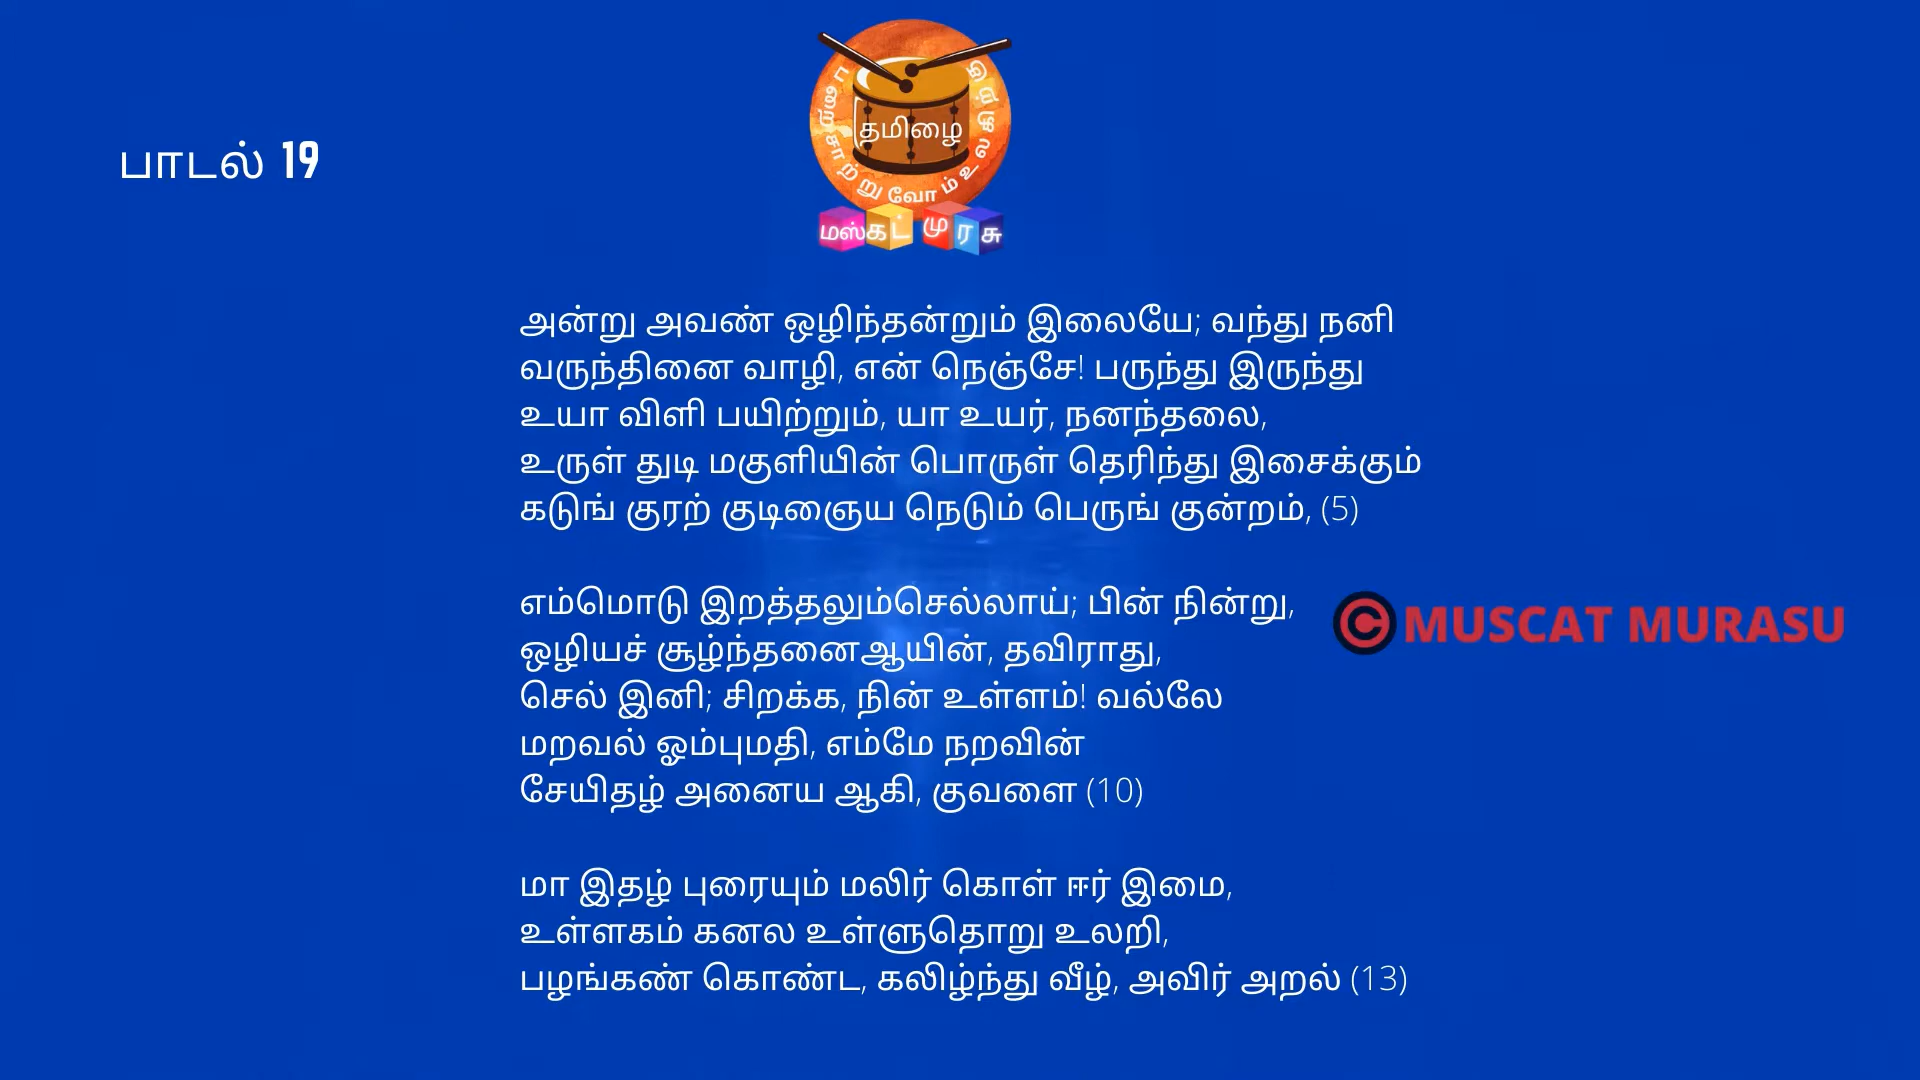 பாடல் 19
தமிழை
உலகிற்கு
பறைசாற்றுவோம்
மஸ்கட் முரசு
அன்று அவண் ஒழிந்தன்றும் இலையே; வந்து நனி
வருந்தினை வாழி, என் நெஞ்சே! பருந்து இருந்து
உயா விளி பயிற்றும், யா உயர், நனந்தலை,
உருள் துடி மகுளியின் பொருள் தெரிந்து இசைக்கும்
கடுங் குரற் குடிஞைய நெடும் பெருங் குன்றம், (5)
எம்மொடு இறத்தலும்செல்லாய்; பின் நின்று,
ஒழியச் சூழ்ந்தனைஆயின், தவிராது,
செல் இனி; சிறக்க, நின் உள்ளம்! வல்லே
மறவல் ஓம்புமதி, எம்மே நறவின்
சேயிதழ் அனைய ஆகி, குவளை (10)
© MUSCAT MURASU
மா இதழ் புரையும் மலிர் கொள் ஈர் இமை,
உள்ளகம் கனல உள்ளுதொறு உலறி,
பழங்கண் கொண்ட, கலிழ்ந்து வீழ், அவிர் அறல் (13)